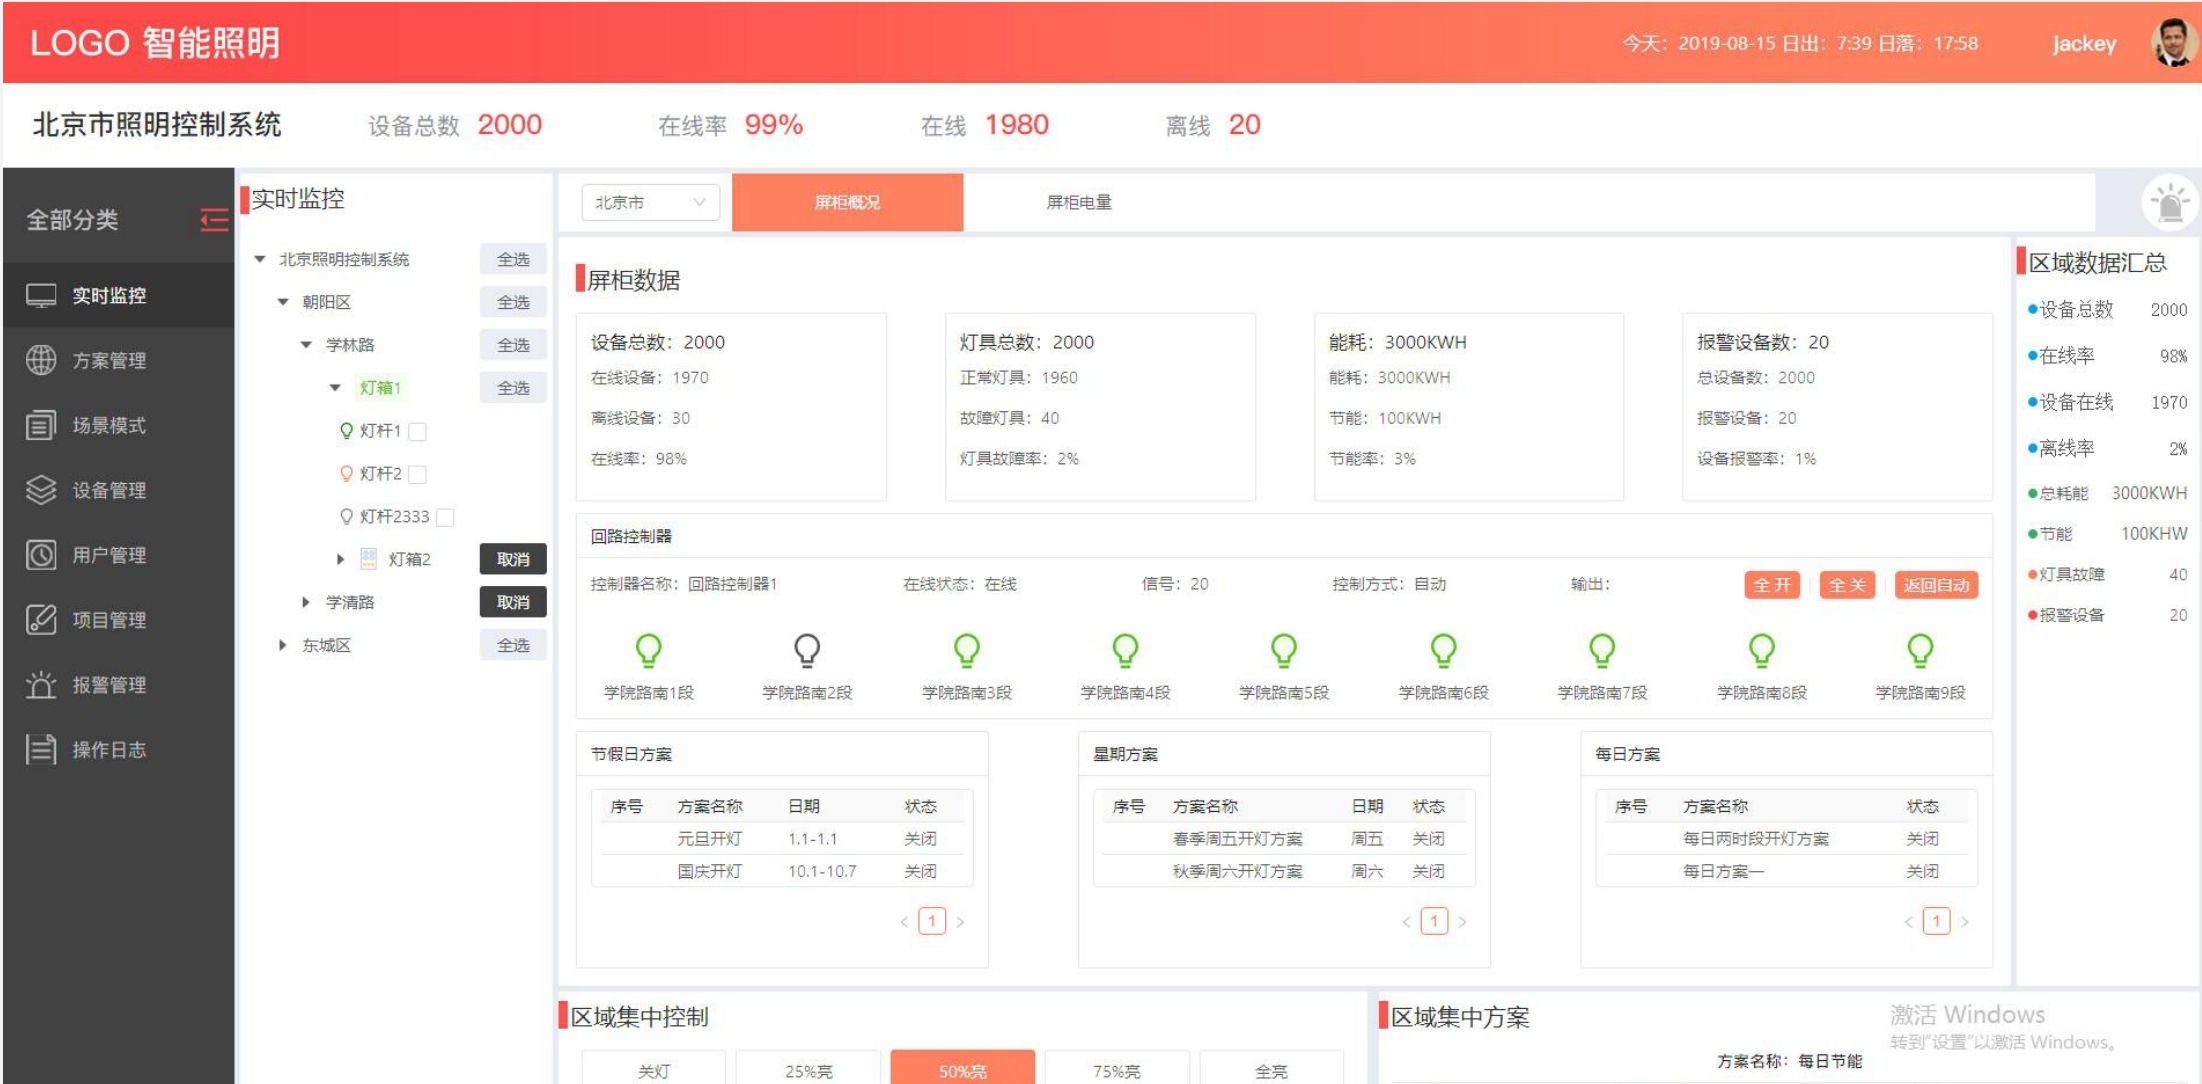 LOGO 智能照明
今天：2019-08-15 日出：7:39 日落：17:58
jackey
北京市照明控制系统
设备总数 2000
在线率 99%
在线 1980
离线 20
全部分类
实时监控
方案管理
场景模式
设备管理
用户管理
项目管理
报警管理
操作日志
实时监控
北京照明控制系统 全选
朝阳区 全选
学林路 全选
灯箱1 全选
灯杆1
灯杆2
灯杆2333
灯箱2 取消
学清路 取消
东城区 全选
北京市 屏柜概况 屏柜电量
屏柜数据
设备总数：2000
在线设备：1970
离线设备：30
在线率：98%
灯具总数：2000
正常灯具：1960
故障灯具：40
灯具故障率：2%
能耗：3000KWH
能耗：3000KWH
节能：100KWH
节能率：3%
报警设备数：20
总设备数：2000
报警设备：20
设备报警率：1%
回路控制器
控制器名称：回路控制器1 在线状态：在线 信号：20 控制方式：自动 输出： 全开 全关 返回自动
学院路南1段 学院路南2段 学院路南3段 学院路南4段 学院路南5段 学院路南6段 学院路南7段 学院路南8段 学院路南9段
节假日方案
序号 方案名称 日期 状态
元旦开灯 1.1-1.1 关闭
国庆开灯 10.1-10.7 关闭
< 1 >
星期方案
序号 方案名称 日期 状态
春季周五开灯方案 周五 关闭
秋季周六开灯方案 周六 关闭
< 1 >
每日方案
序号 方案名称 状态
每日两时段开灯方案 关闭
每日方案一 关闭
< 1 >
区域数据汇总
设备总数 2000
在线率 98%
设备在线 1970
离线率 2%
总耗能 3000KWH
节能 100KHW
灯具故障 40
报警设备 20
区域集中控制
关灯 25%亮 50%亮 75%亮 全亮
区域集中方案
方案名称：每日节能
激活 Windows
转到"设置"以激活 Windows。